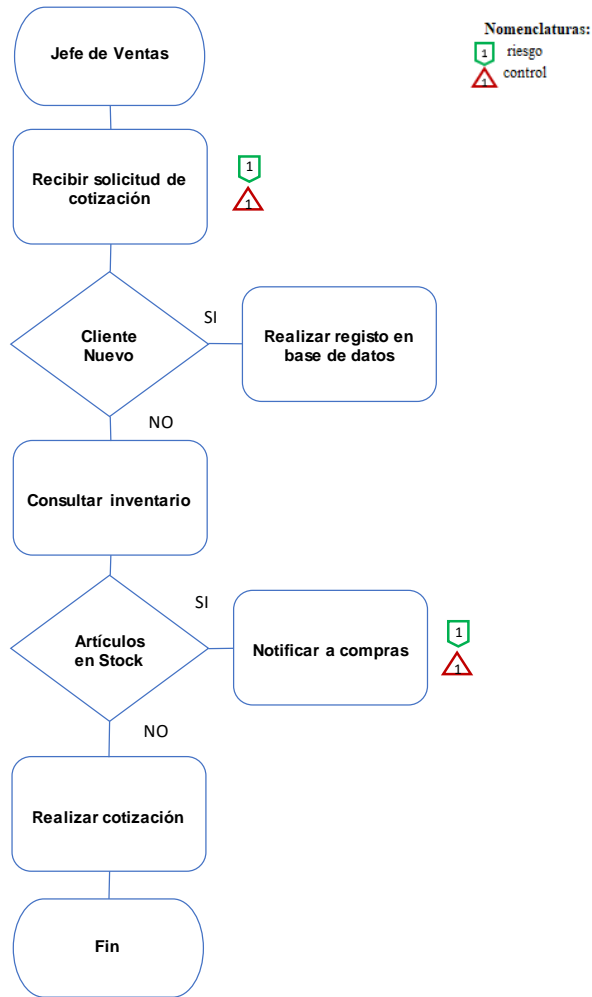 Jefe de Ventas
Nomenclaturas:
1 riesgo
1 control
Recibir solicitud de
cotización
1
1
Cliente
Nuevo
SI
Realizar registo en
base de datos
NO
Consultar inventario
Artículos
en Stock
SI
Notificar a compras
1
1
NO
Realizar cotización
Fin